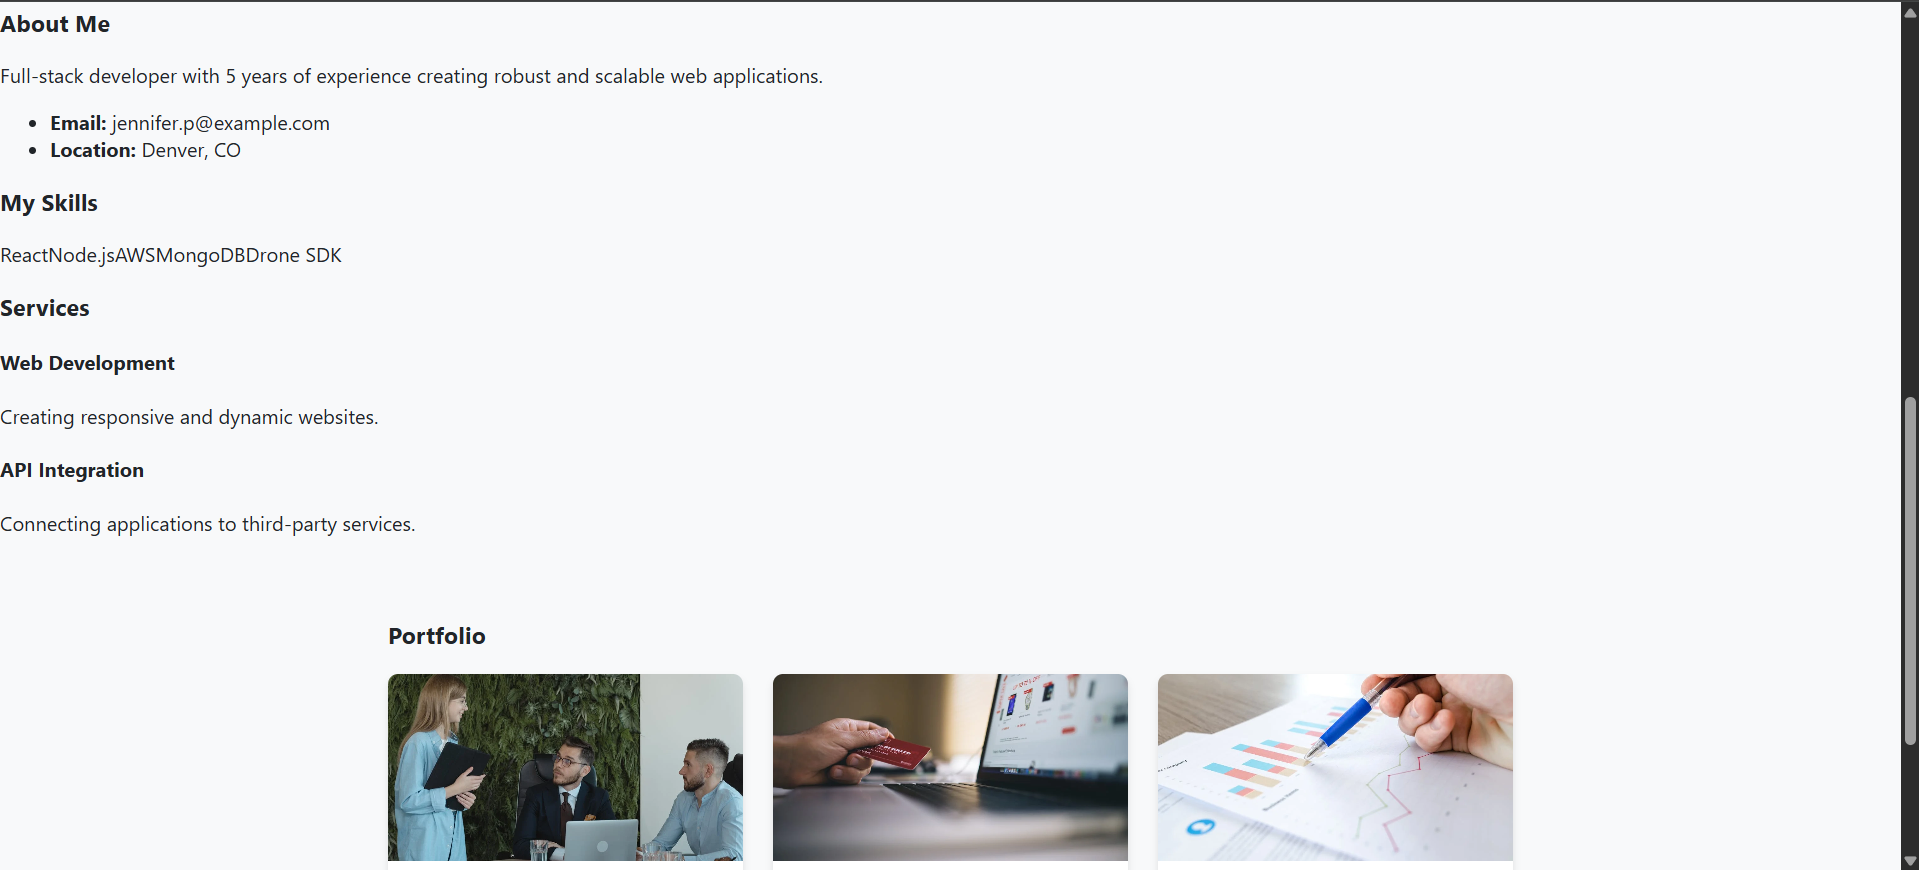 About Me
Full-stack developer with 5 years of experience creating robust and scalable web applications.
Email: jennifer.p@example.com
Location: Denver, CO
My Skills
ReactNode.jsAWSMongoDBDrone SDK
Services
Web Development
Creating responsive and dynamic websites.
API Integration
Connecting applications to third-party services.
Portfolio